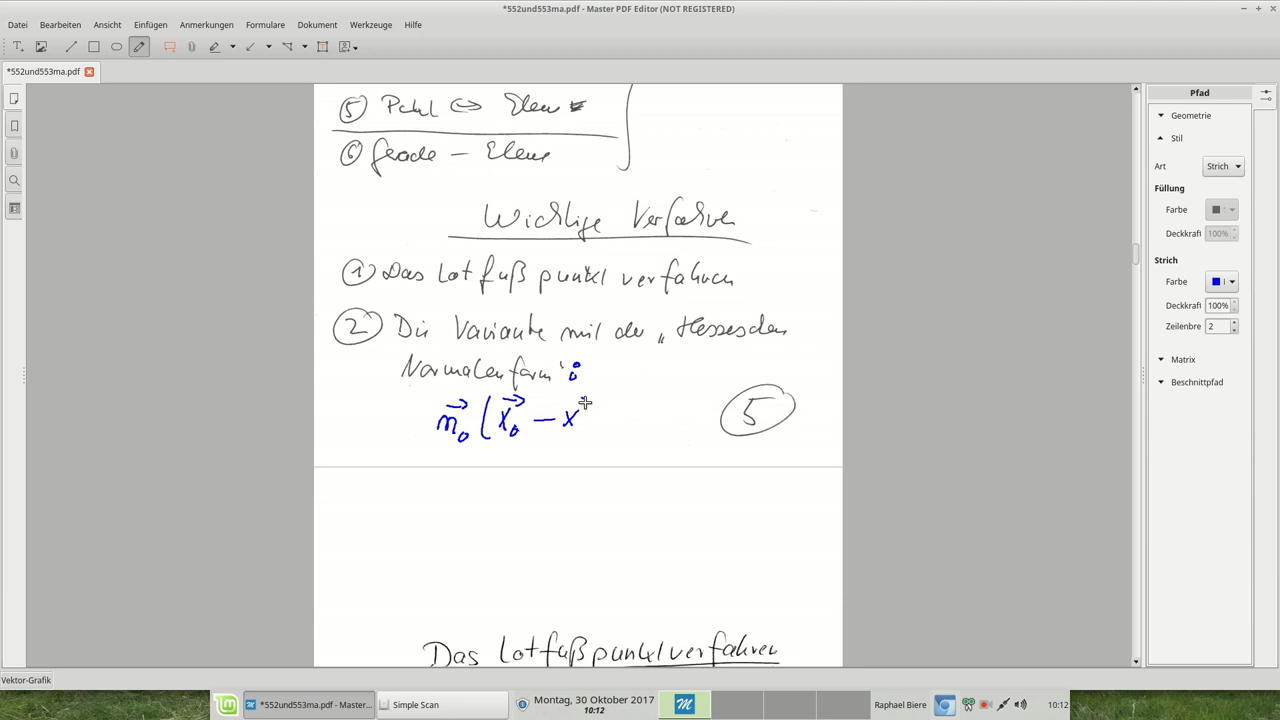 *552und553ma.pdf - Master PDF Editor (NOT REGISTERED)
Datei Bearbeiten Ansicht Einfügen Anmerkungen Formulare Dokument Werkzeuge Hilfe
*552und553ma.pdf
⑤ Punkt ⇔ Ebene
⑥ Gerade – Ebene
Wichtige Verfahren
① Das Lotfußpunktverfahren
② Die Variante mit der „Hesseschen
Normalenform":
n₀ (x₀ – x
5
Das Lotfußpunktverfahren
Pfad
Geometrie
Stil
Art Strich
Füllung
Farbe
Deckkraft 100%
Strich
Farbe
Deckkraft 100%
Zeilenbre 2
Matrix
Beschnittpfad
Vektor-Grafik
*552und553ma.pdf - Master...
Simple Scan
Montag, 30 Oktober 2017
10:12
Raphael Biere
10:12